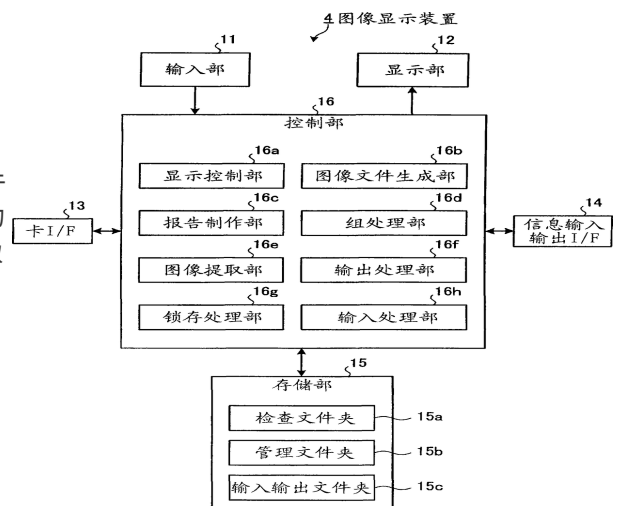 4图像显示装置
11
12
输入部
显示部
16
控制部
16a
16b
显示控制部
图像文件生成部
16c
16d
报告制作部
组处理部
16e
16f
图像提取部
输出处理部
16g
16h
锁存处理部
输入处理部
13
卡I/F
14
信息输入
输出I/F
15
存储部
检查文件夹
15a
管理文件夹
15b
输入输出文件夹
15c